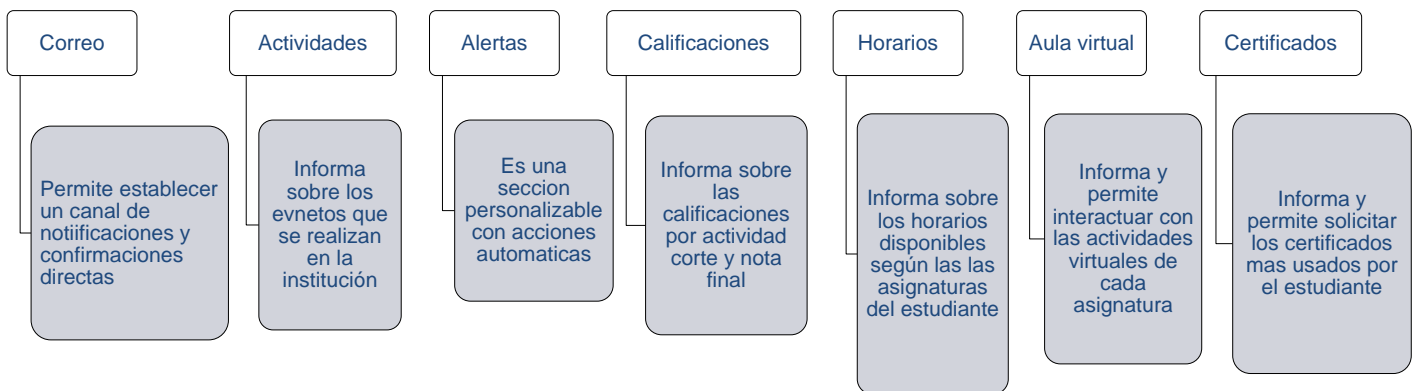 Correo
Actividades
Alertas
Calificaciones
Horarios
Aula virtual
Certificados
Permite establecer
un canal de
notiificaciones y
confirmaciones
directas
Informa
sobre los
evnetos que
se realizan
en la
institución
Es una
seccion
personalizable
con acciones
automaticas
Informa sobre
las
calificaciones
por actividad
corte y nota
final
Informa sobre
los horarios
disponibles
según las las
asignaturas
del estudiante
Informa y
permite
interactuar con
las actividades
virtuales de
cada
asignatura
Informa y
permite solicitar
los certificados
mas usados por
el estudiante